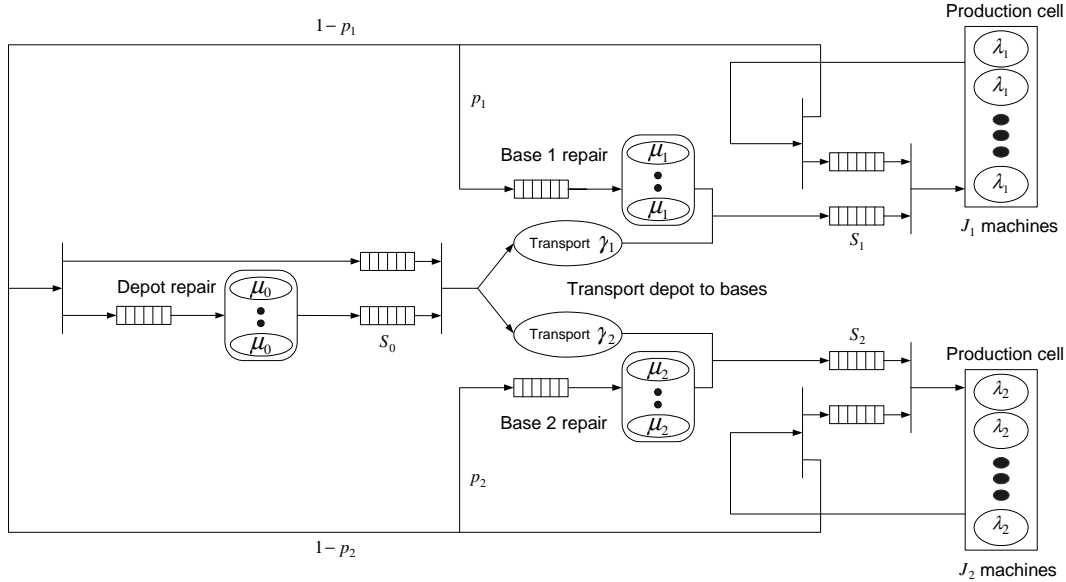 1 − p₁
Production cell
λ₁
λ₁
λ₁
J₁ machines
p₁
Base 1 repair
μ₁
μ₁
S₁
Transport γ₁
Depot repair
μ₀
μ₀
S₀
Transport depot to bases
Transport γ₂
S₂
μ₂
μ₂
Base 2 repair
p₂
Production cell
λ₂
λ₂
λ₂
J₂ machines
1 − p₂